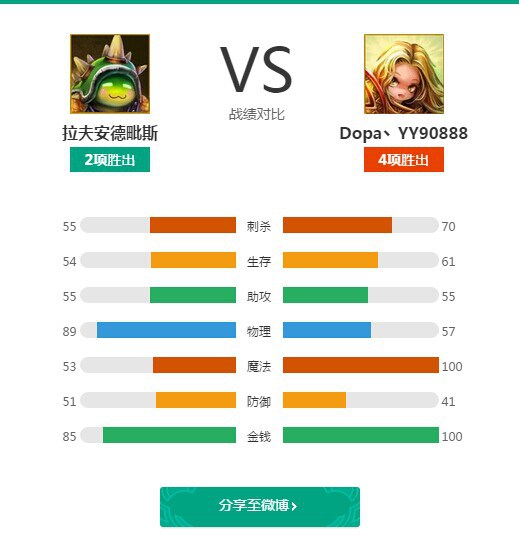 VS
战绩对比
拉夫安德毗斯
Dopa、YY90888
2项胜出
4项胜出
55 刺杀 70
54 生存 61
55 助攻 55
89 物理 57
53 魔法 100
51 防御 41
85 金钱 100
分享至微博›